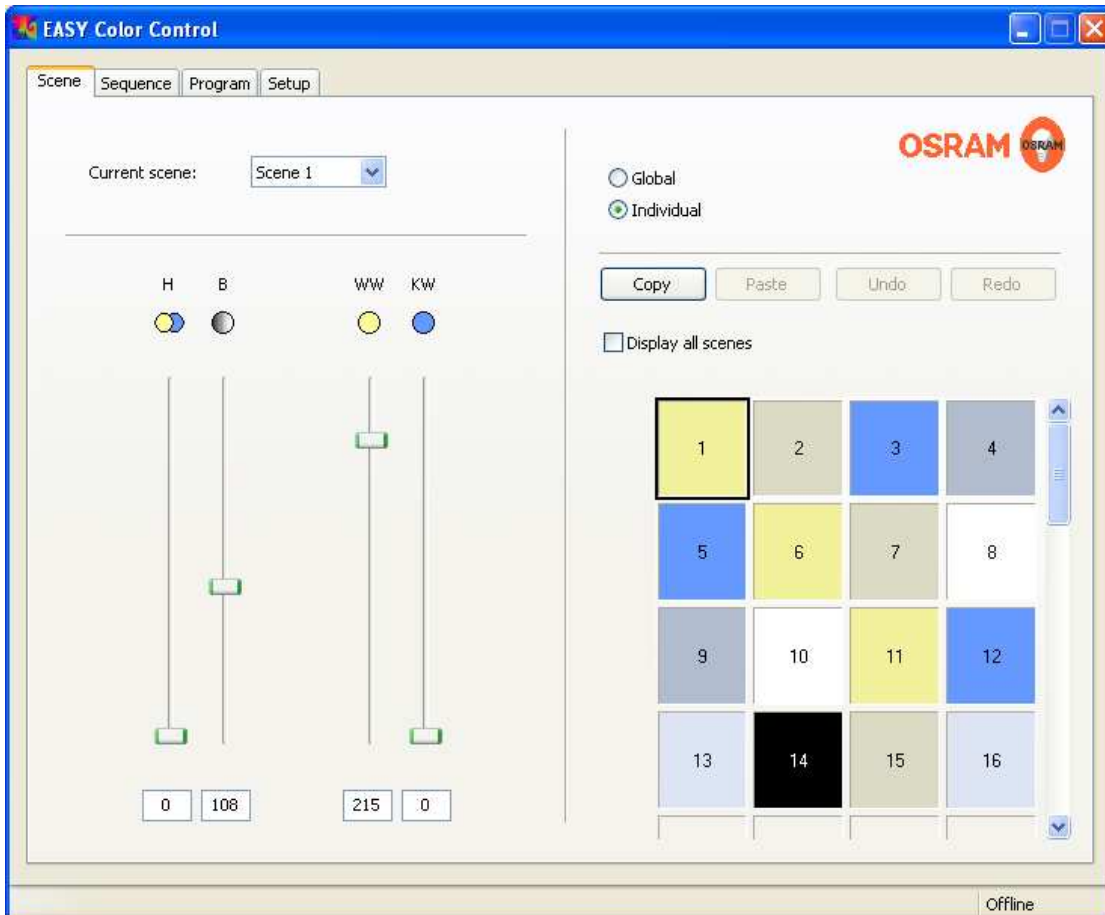 EASY Color Control
Scene
Sequence
Program
Setup
OSRAM
OSRAM
Current scene:
Scene 1
Global
Individual
H
B
WW
KW
Copy
Paste
Undo
Redo
Display all scenes
1 2 3 4
5 6 7 8
9 10 11 12
13 14 15 16
0
108
215
0
Offline